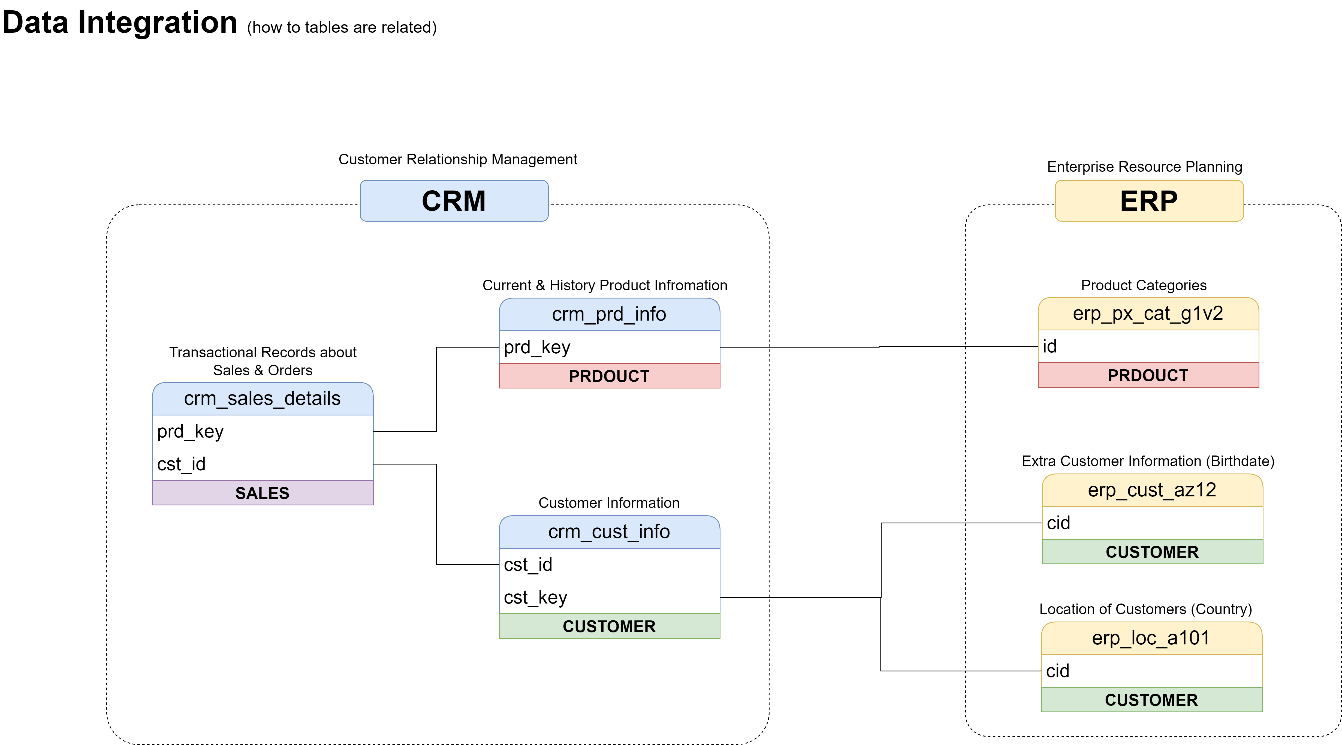 Data Integration (how to tables are related)
Customer Relationship Management
CRM
Enterprise Resource Planning
ERP
Transactional Records about
Sales & Orders
crm_sales_details
prd_key
cst_id
SALES
Current & History Product Infromation
crm_prd_info
prd_key
PRDOUCT
Customer Information
crm_cust_info
cst_id
cst_key
CUSTOMER
Product Categories
erp_px_cat_g1v2
id
PRDOUCT
Extra Customer Information (Birthdate)
erp_cust_az12
cid
CUSTOMER
Location of Customers (Country)
erp_loc_a101
cid
CUSTOMER